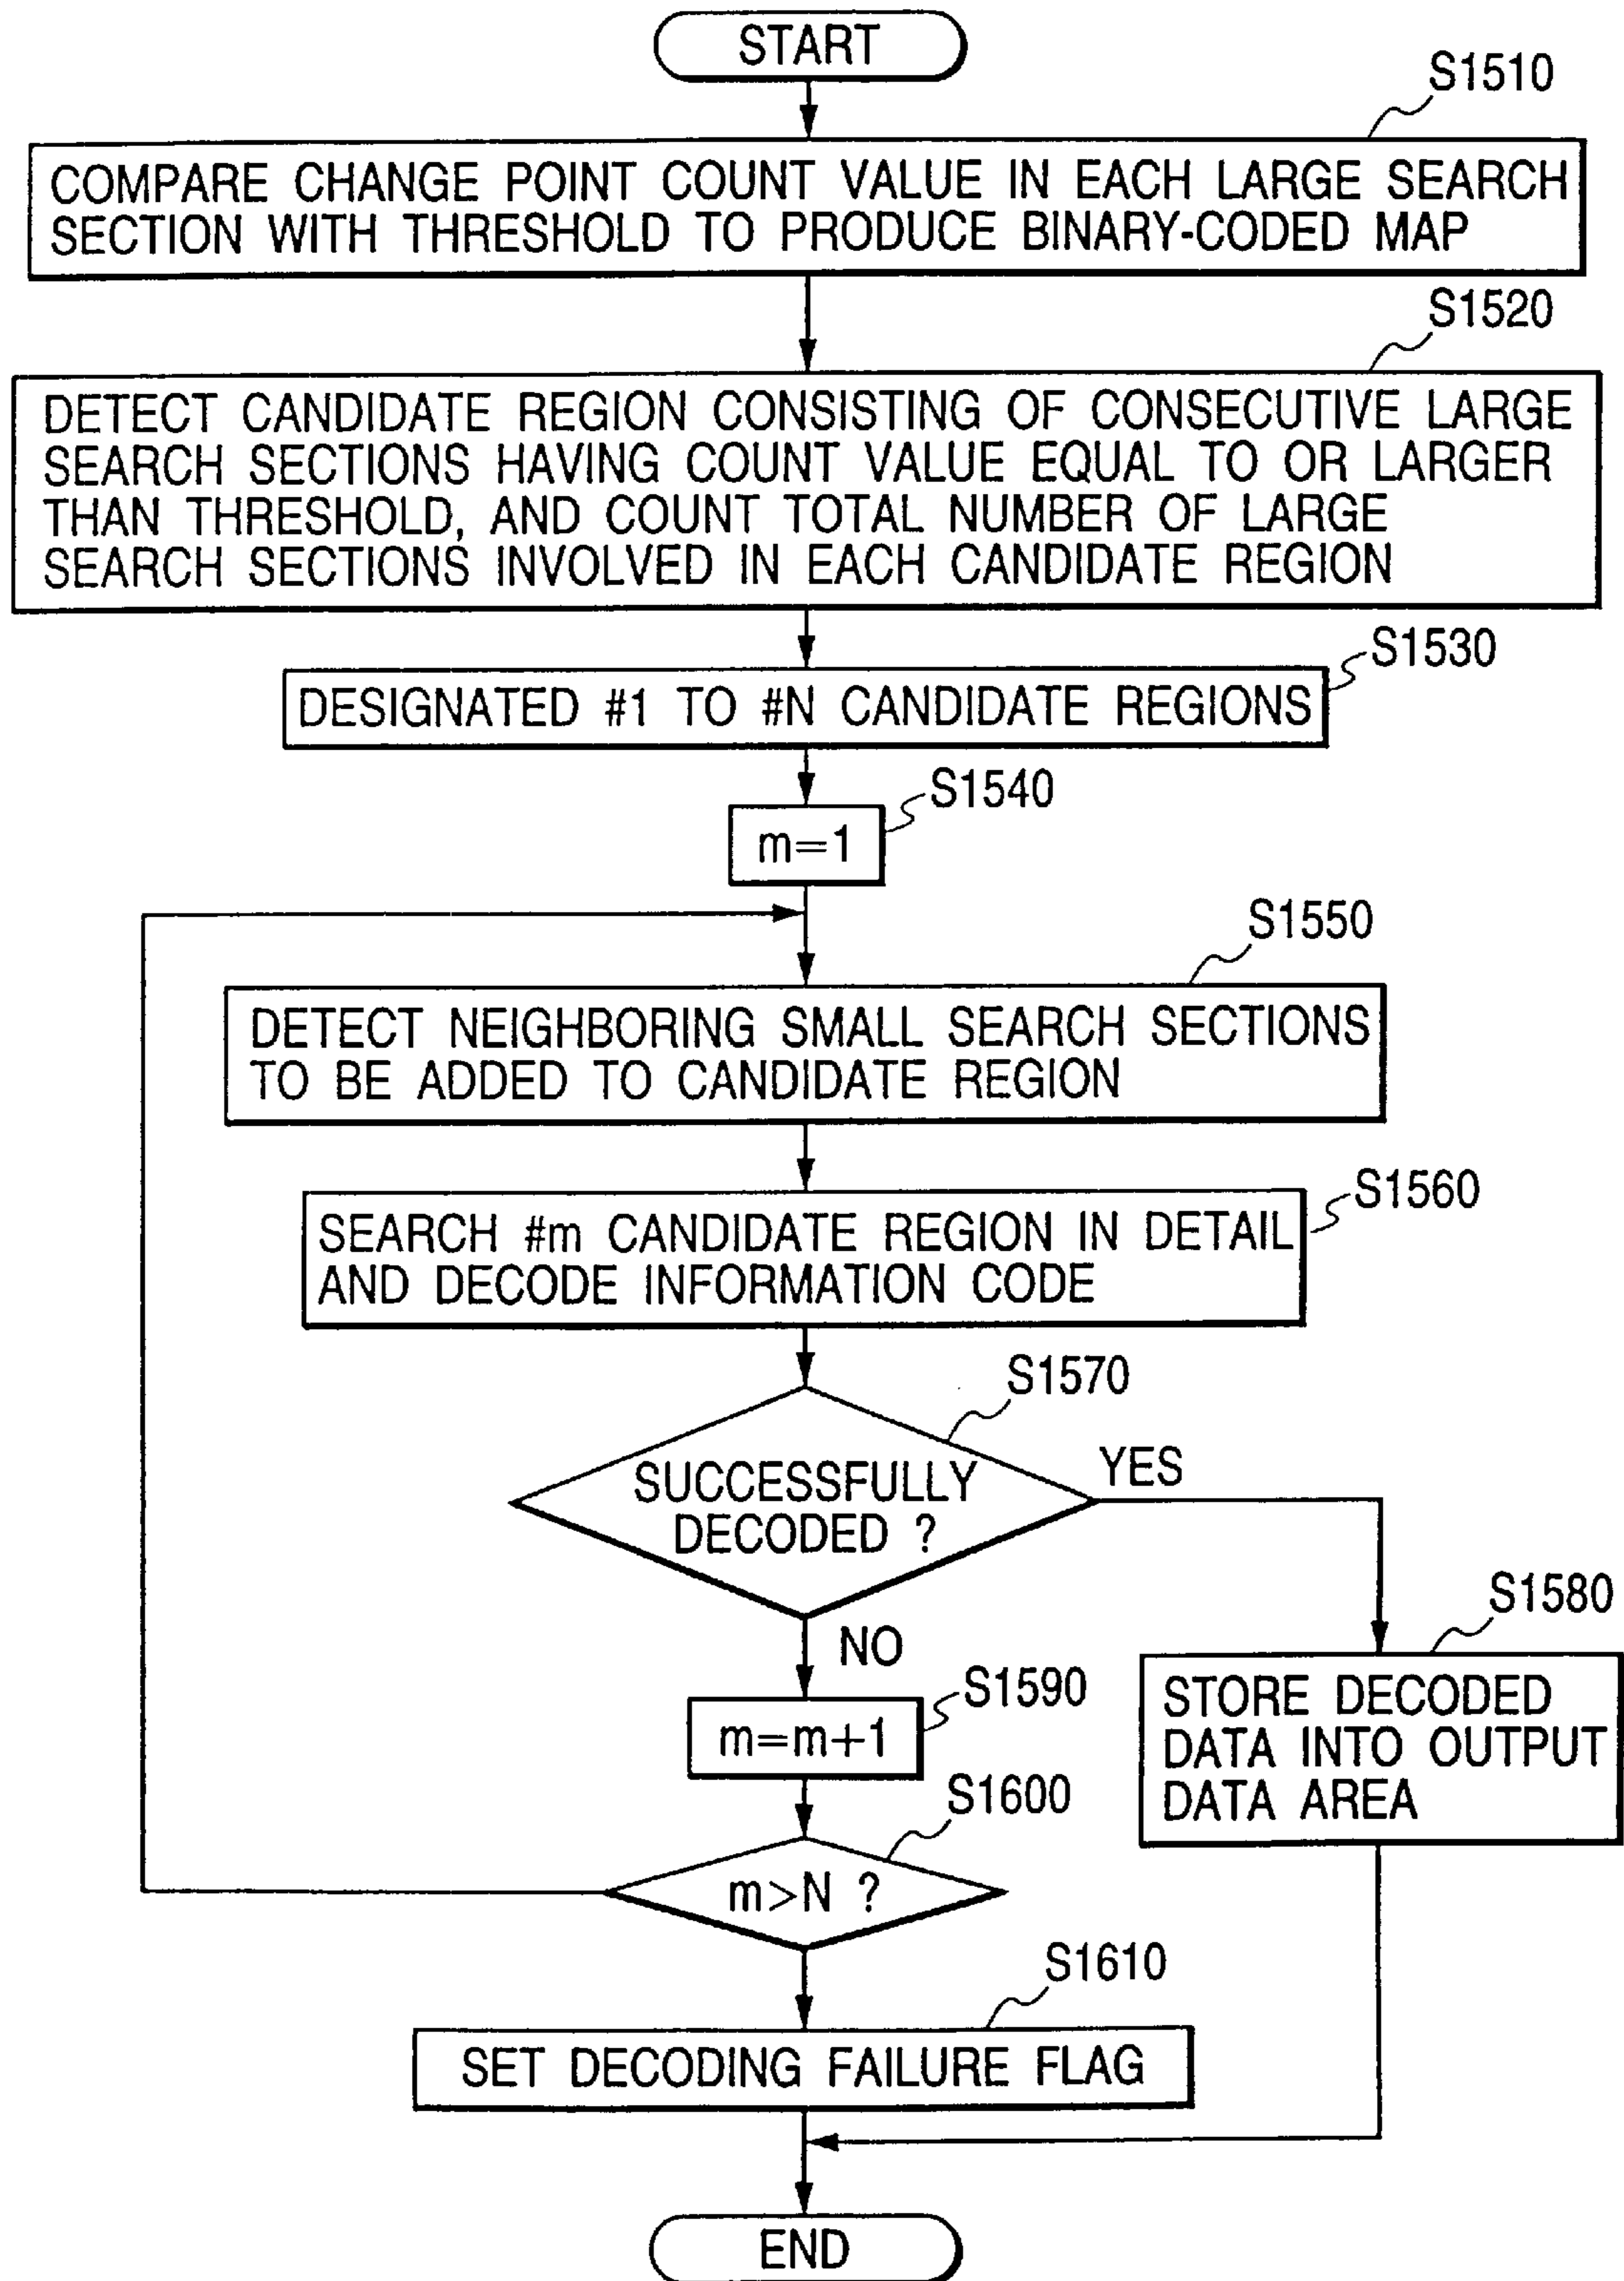 START
S1510
COMPARE CHANGE POINT COUNT VALUE IN EACH LARGE SEARCH
SECTION WITH THRESHOLD TO PRODUCE BINARY-CODED MAP
S1520
DETECT CANDIDATE REGION CONSISTING OF CONSECUTIVE LARGE
SEARCH SECTIONS HAVING COUNT VALUE EQUAL TO OR LARGER
THAN THRESHOLD, AND COUNT TOTAL NUMBER OF LARGE
SEARCH SECTIONS INVOLVED IN EACH CANDIDATE REGION
S1530
DESIGNATED #1 TO #N CANDIDATE REGIONS
S1540
m=1
S1550
DETECT NEIGHBORING SMALL SEARCH SECTIONS
TO BE ADDED TO CANDIDATE REGION
S1560
SEARCH #m CANDIDATE REGION IN DETAIL
AND DECODE INFORMATION CODE
S1570
SUCCESSFULLY
DECODED ?
YES
NO
S1580
STORE DECODED
DATA INTO OUTPUT
DATA AREA
S1590
m=m+1
S1600
m>N ?
S1610
SET DECODING FAILURE FLAG
END